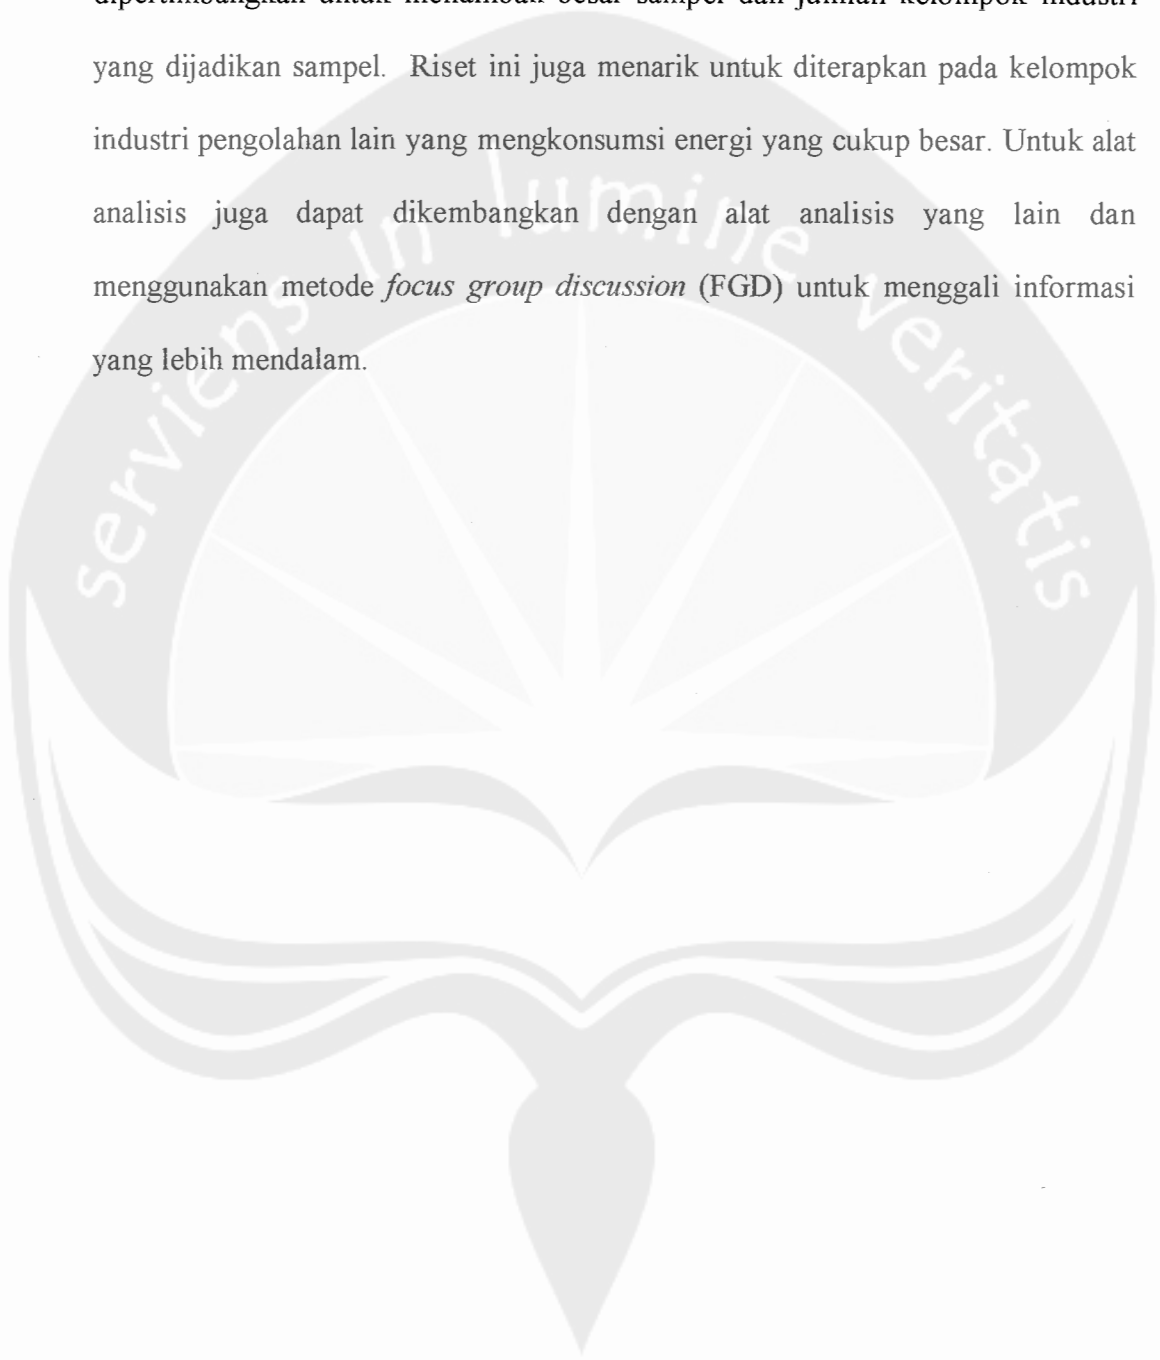 dipertimbangkan untuk menambah besar sampel dan jumlah kelompok industri
yang dijadikan sampel. Riset ini juga menarik untuk diterapkan pada kelompok
industri pengolahan lain yang mengkonsumsi energi yang cukup besar. Untuk alat
analisis juga dapat dikembangkan dengan alat analisis yang lain dan
menggunakan metode focus group discussion (FGD) untuk menggali informasi
yang lebih mendalam.
serviens in lumine veritatis